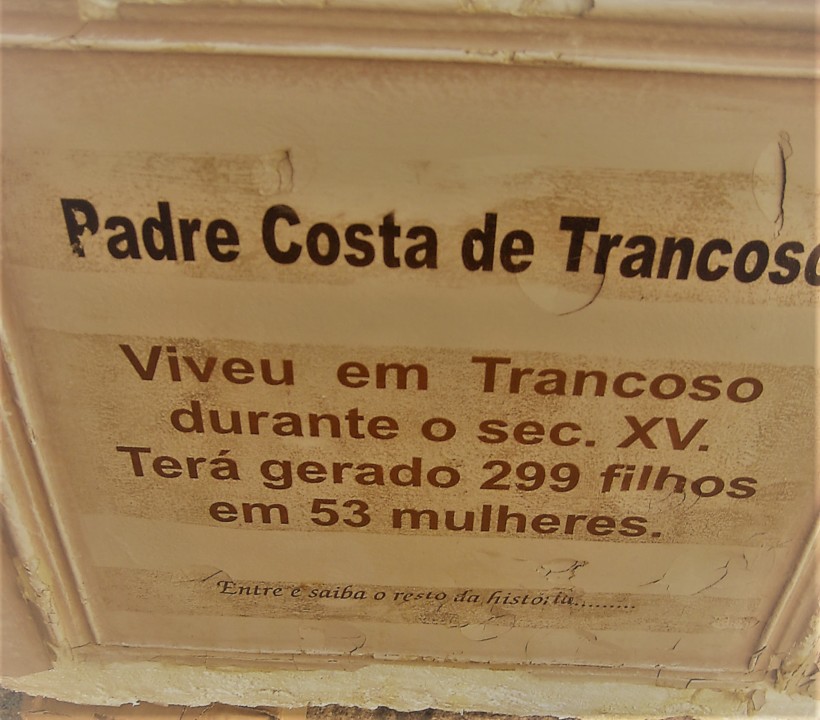 Padre Costa de Trancoso
Viveu em Trancoso
durante o sec. XV.
Terá gerado 299 filhos
em 53 mulheres.
Entre e saiba o resto da história..........